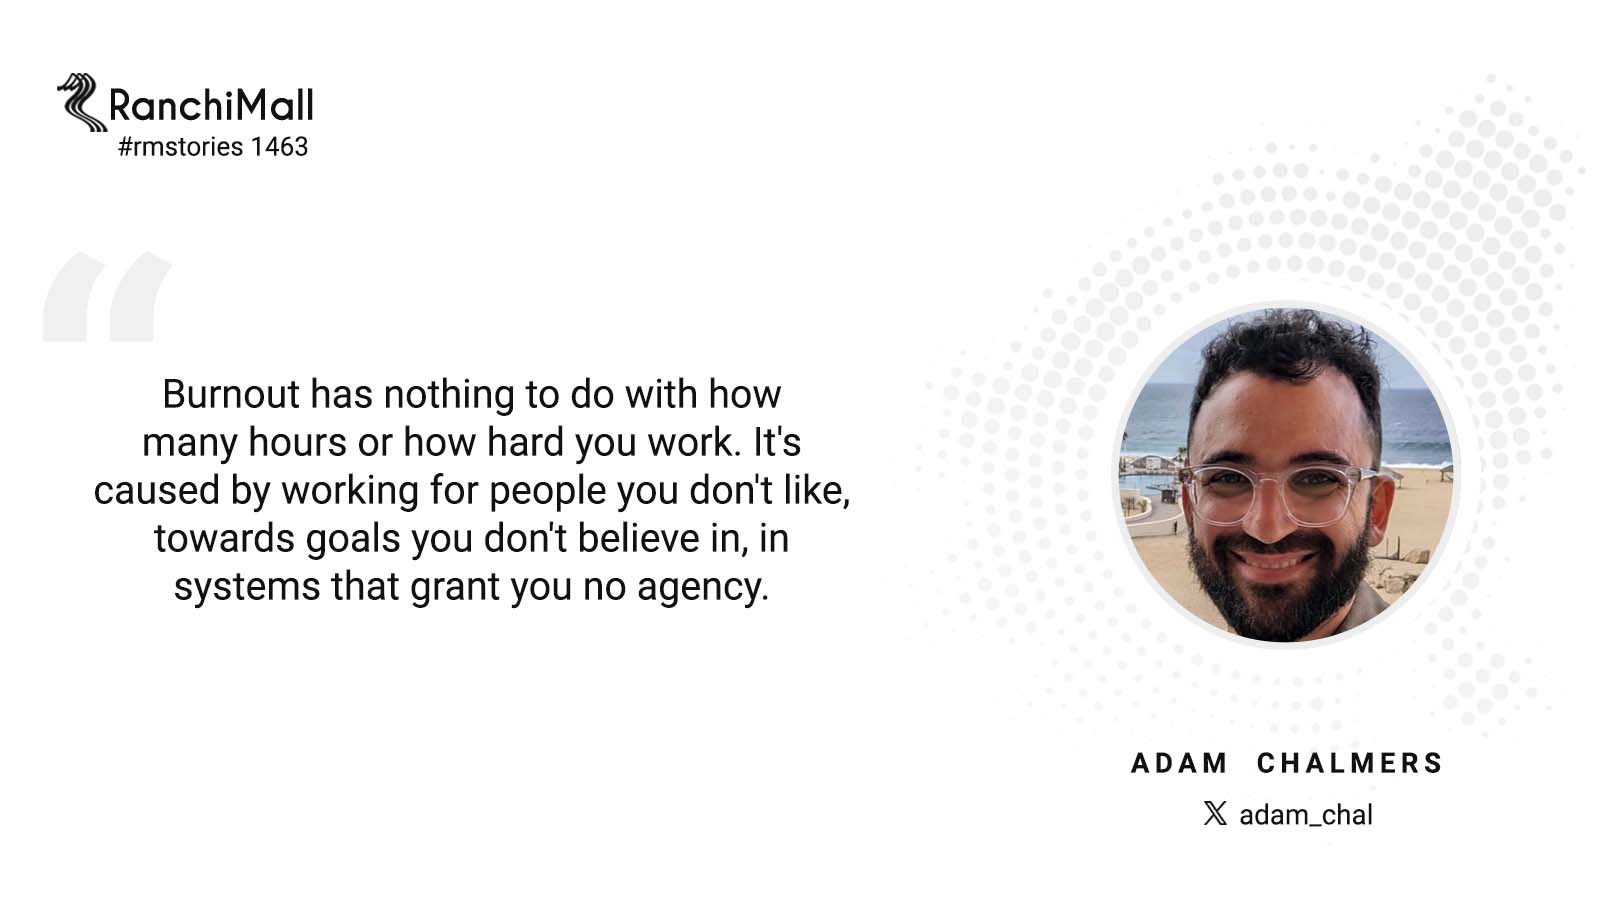 RanchiMall
#rmstories 1463
“
Burnout has nothing to do with how
many hours or how hard you work. It's
caused by working for people you don't like,
towards goals you don't believe in, in
systems that grant you no agency.
ADAM CHALMERS
𝕏 adam_chal